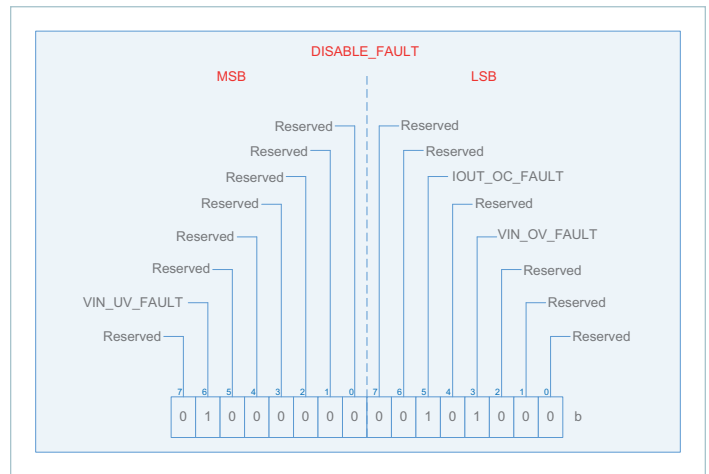 DISABLE_FAULT
MSB LSB
Reserved Reserved
Reserved Reserved
Reserved IOUT_OC_FAULT
Reserved Reserved
Reserved VIN_OV_FAULT
Reserved Reserved
VIN_UV_FAULT Reserved
Reserved Reserved
7 6 5 4 3 2 1 0 7 6 5 4 3 2 1 0
0 1 0 0 0 0 0 0 0 0 1 0 1 0 0 0 b